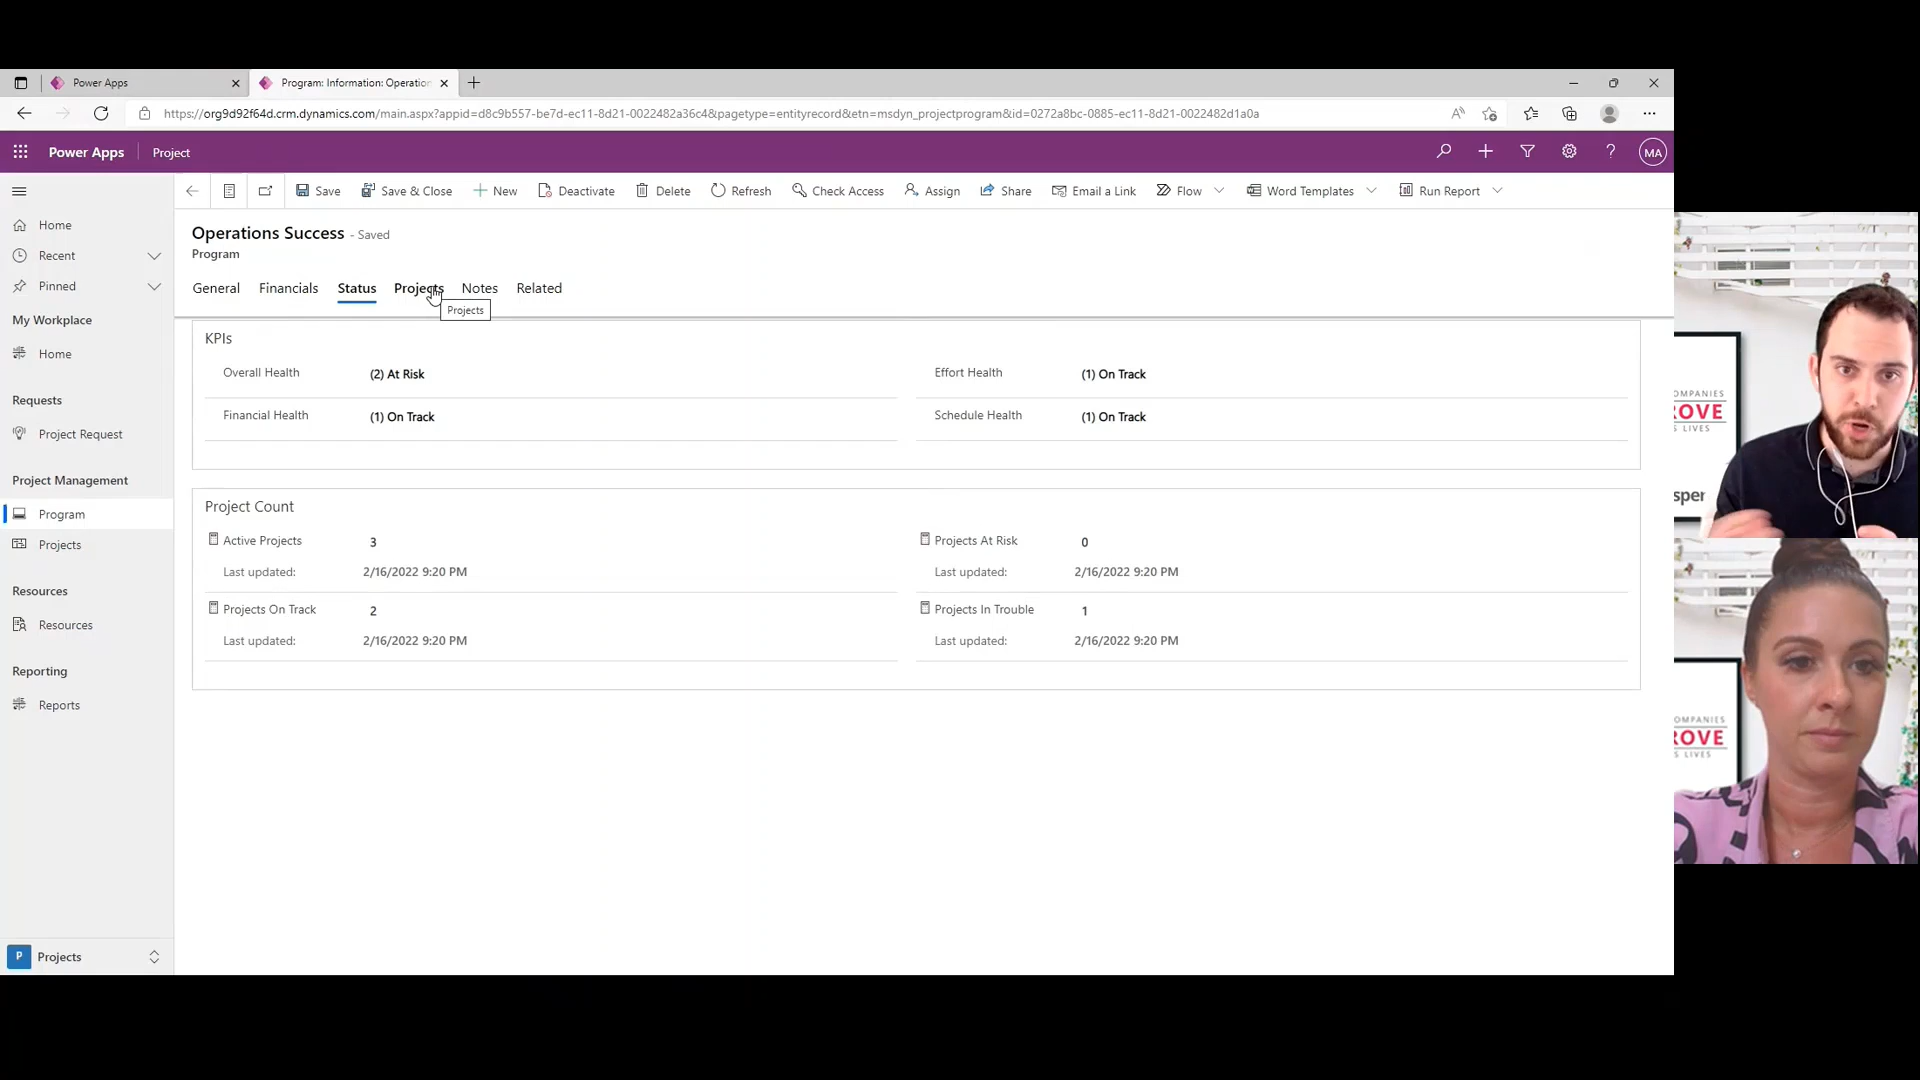 Power Apps
Program: Information: Operation
https://org9d92f64d.crm.dynamics.com/main.aspx?appid=d8c9b557-be7d-ec11-8d21-0022482a36c4&pagetype=entityrecord&etn=msdyn_projectprogram&id=0272a8bc-0885-ec11-8d21-0022482d1a0a
Power Apps Project MA
Save Save & Close New Deactivate Delete Refresh Check Access Assign Share Email a Link Flow Word Templates Run Report
Home
Recent
Pinned
My Workplace
Home
Requests
Project Request
Project Management
Program
Projects
Resources
Resources
Reporting
Reports
P Projects
Operations Success - Saved
Program
General Financials Status Projects Notes Related
Projects
KPIs
Overall Health (2) At Risk Effort Health (1) On Track
Financial Health (1) On Track Schedule Health (1) On Track
Project Count
Active Projects 3 Projects At Risk 0
Last updated: 2/16/2022 9:20 PM Last updated: 2/16/2022 9:20 PM
Projects On Track 2 Projects In Trouble 1
Last updated: 2/16/2022 9:20 PM Last updated: 2/16/2022 9:20 PM
OMPANIES
ROVE
S LIVES
sper
OMPANIES
ROVE
S LIVES